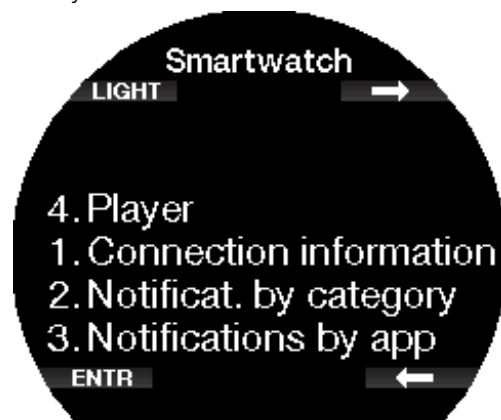 Smartwatch
LIGHT
4. Player
1. Connection information
2. Notificat. by category
3. Notifications by app
ENTR